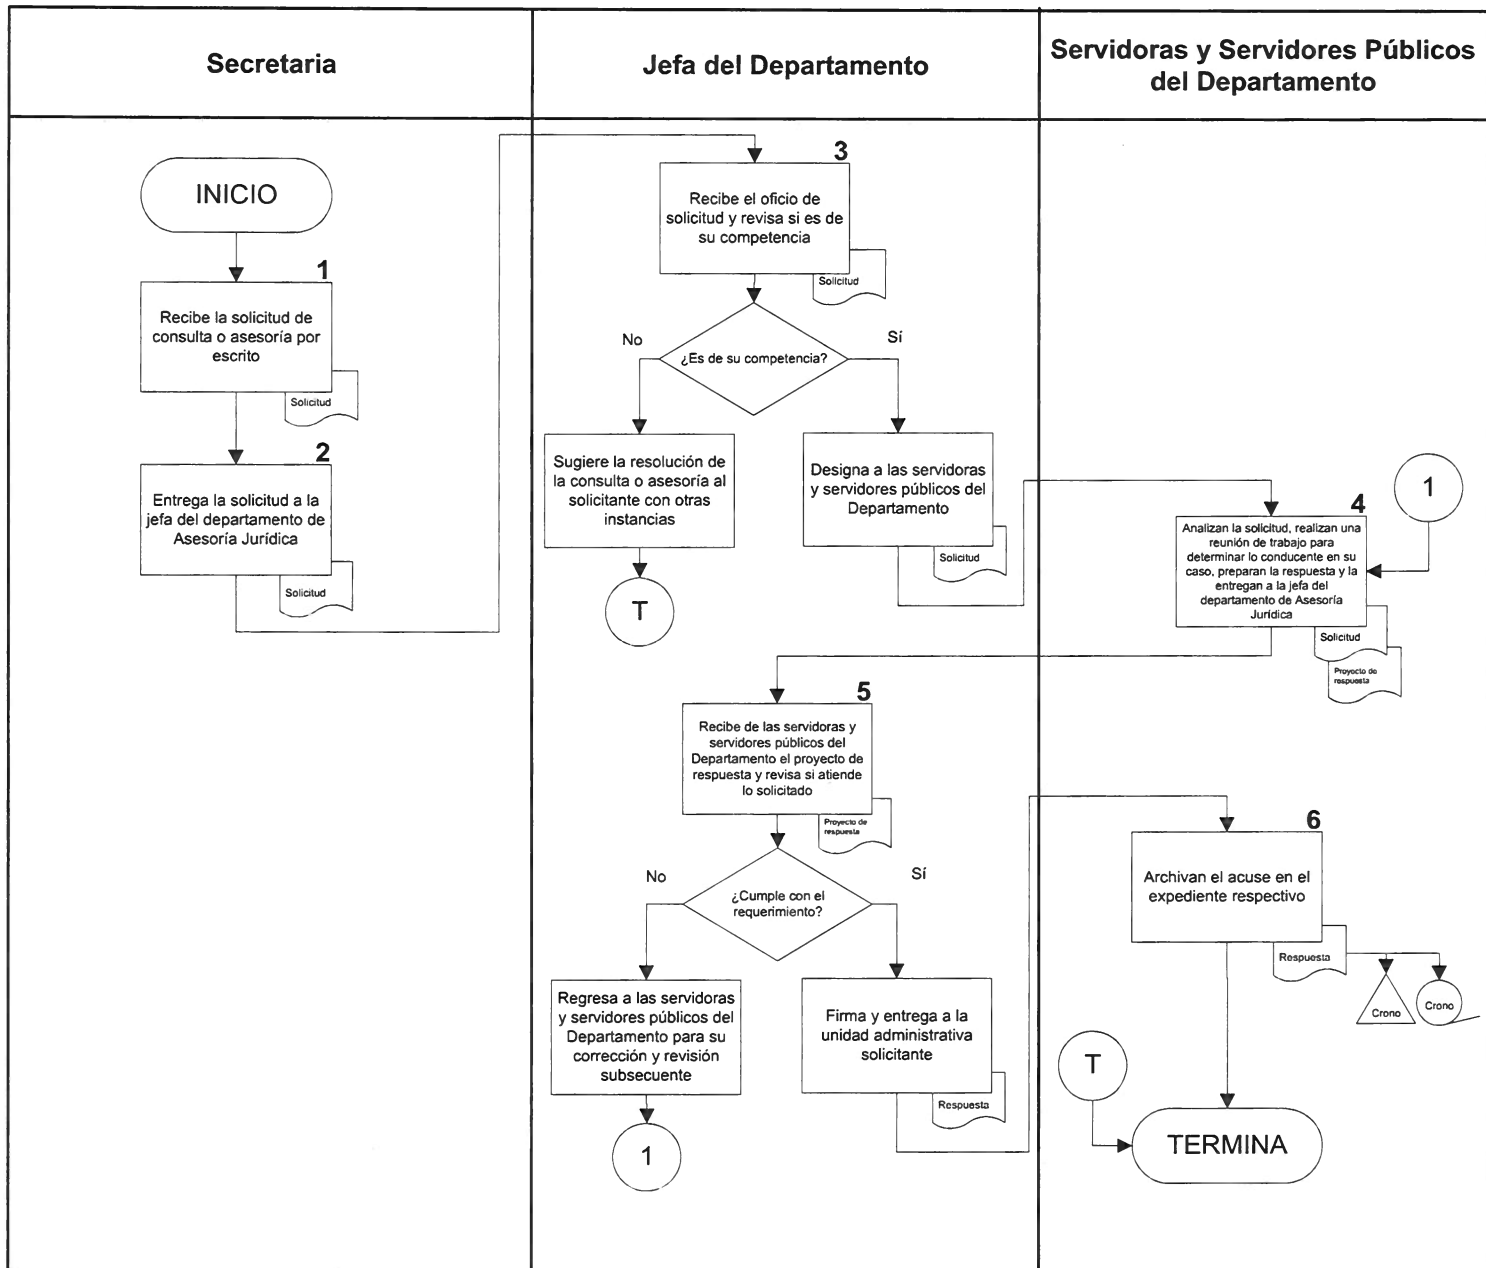 Secretaria
Jefa del Departamento
Servidoras y Servidores Públicos
del Departamento
INICIO
1
Recibe la solicitud de
consulta o asesoría por
escrito
Solicitud
2
Entrega la solicitud a la
jefa del departamento de
Asesoría Jurídica
Solicitud
3
Recibe el oficio de
solicitud y revisa si es de
su competencia
Solicitud
¿Es de su competencia?
No
Sí
Sugiere la resolución de
la consulta o asesoría al
solicitante con otras
instancias
T
Designa a las servidoras
y servidores públicos del
Departamento
Solicitud
1
4
Analizan la solicitud, realizan una
reunión de trabajo para
determinar lo conducente en su
caso, preparan la respuesta y la
entregan a la jefa del
departamento de Asesoría
Jurídica
Solicitud
Proyecto de
respuesta
5
Recibe de las servidoras y
servidores públicos del
Departamento el proyecto de
respuesta y revisa si atiende
lo solicitado
Proyecto de
respuesta
¿Cumple con el
requerimiento?
No
Sí
Regresa a las servidoras
y servidores públicos del
Departamento para su
corrección y revisión
subsecuente
1
Firma y entrega a la
unidad administrativa
solicitante
Respuesta
6
Archivan el acuse en el
expediente respectivo
Respuesta
Crono
Crono
T
TERMINA